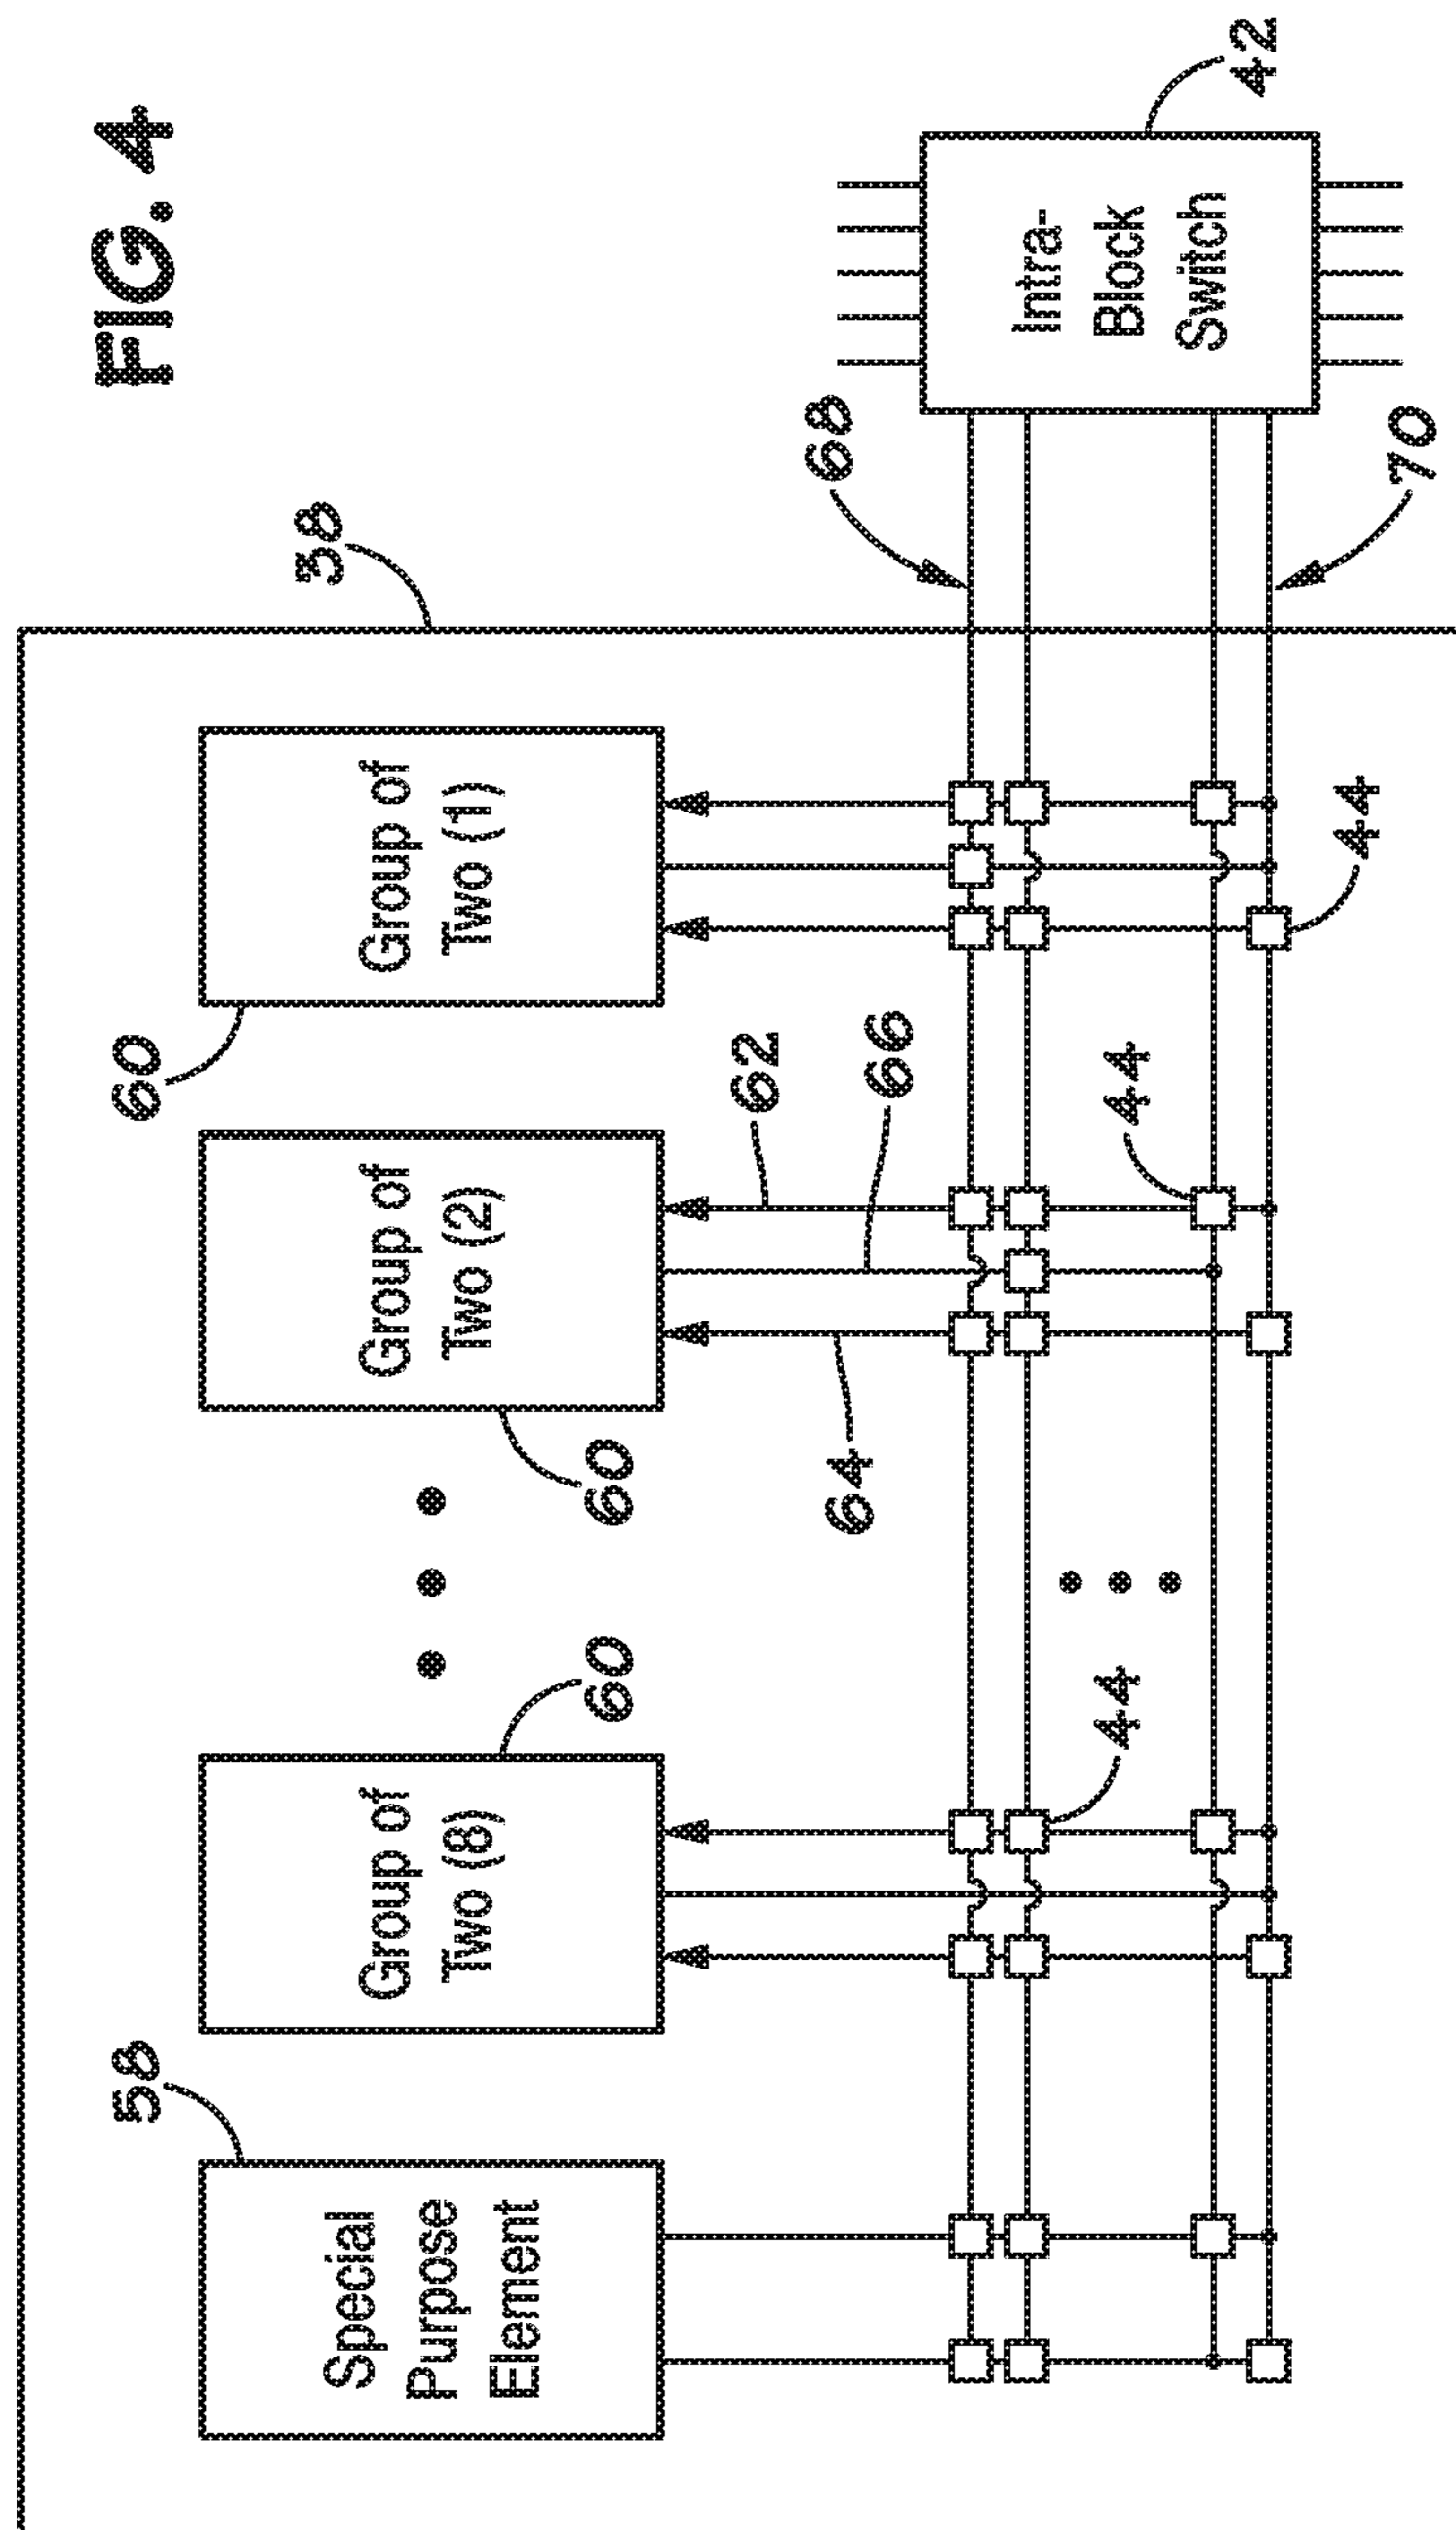 FIG. 4
38
58
60
60
60
Special
Purpose
Element
Group of
Two (8)
Group of
Two (2)
Group of
Two (1)
62
66
64
68
44
44
44
70
Intra-
Block
Switch
42